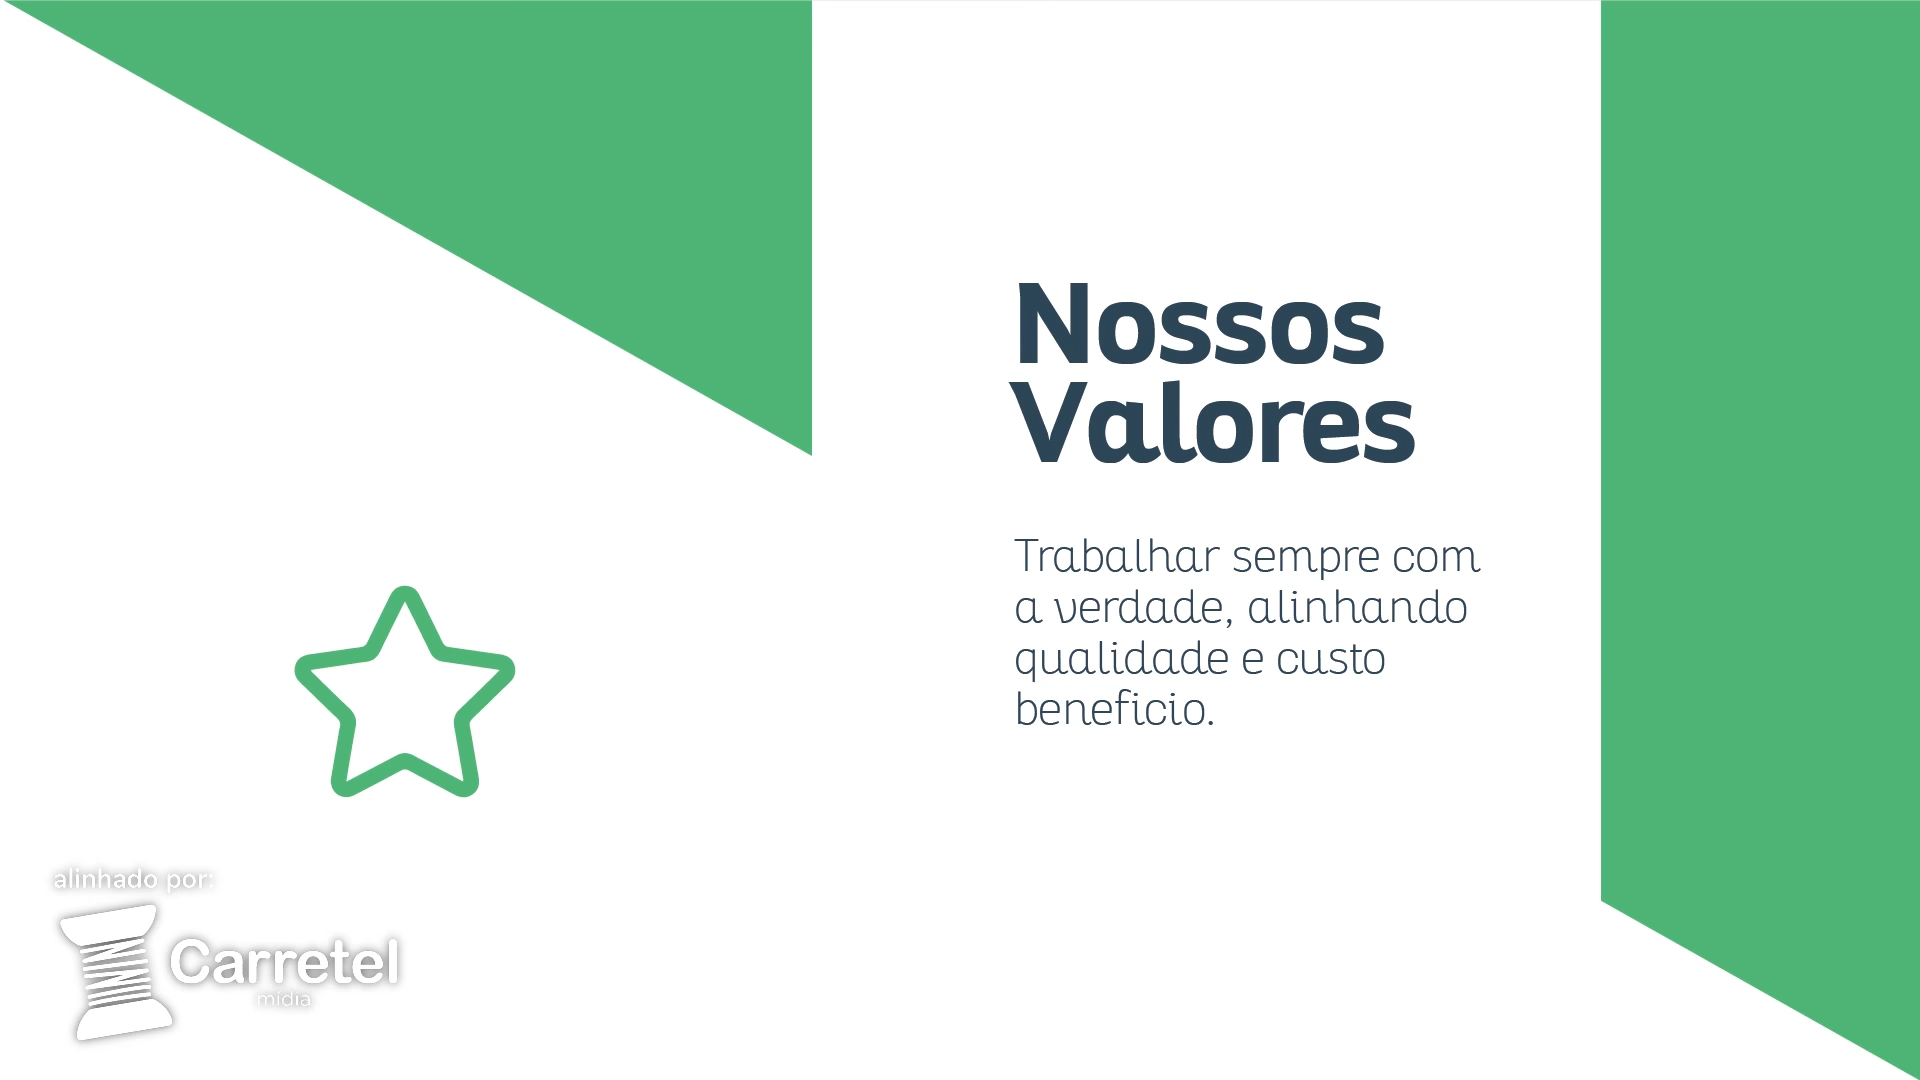 Nossos
Valores
Trabalhar sempre com
a verdade, alinhando
qualidade e custo
beneficio.
alinhado por:
Carretel
mídia